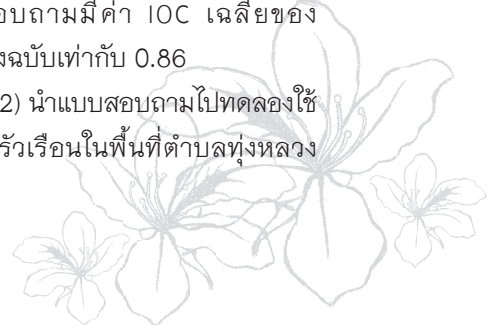 อบถามมีค่า IOC เฉลี่ยของ
งฉบับเท่ากับ 0.86
2) นำแบบสอบถามไปทดลองใช้
รัวเรือนในพื้นที่ตำบลทุ่งหลวง